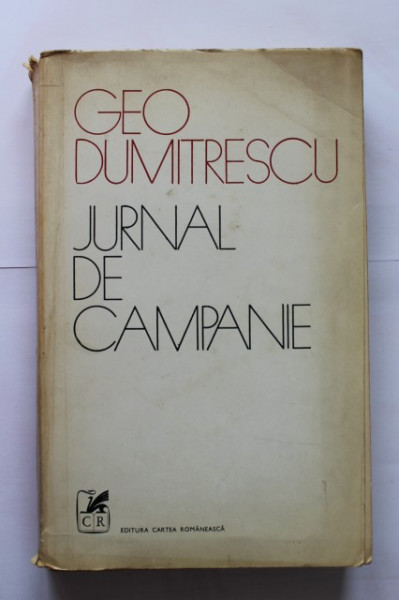 GEO
DUMITRESCU
JURNAL
DE
CAMPANIE
CR
EDITURA CARTEA ROMÂNEASCĂ